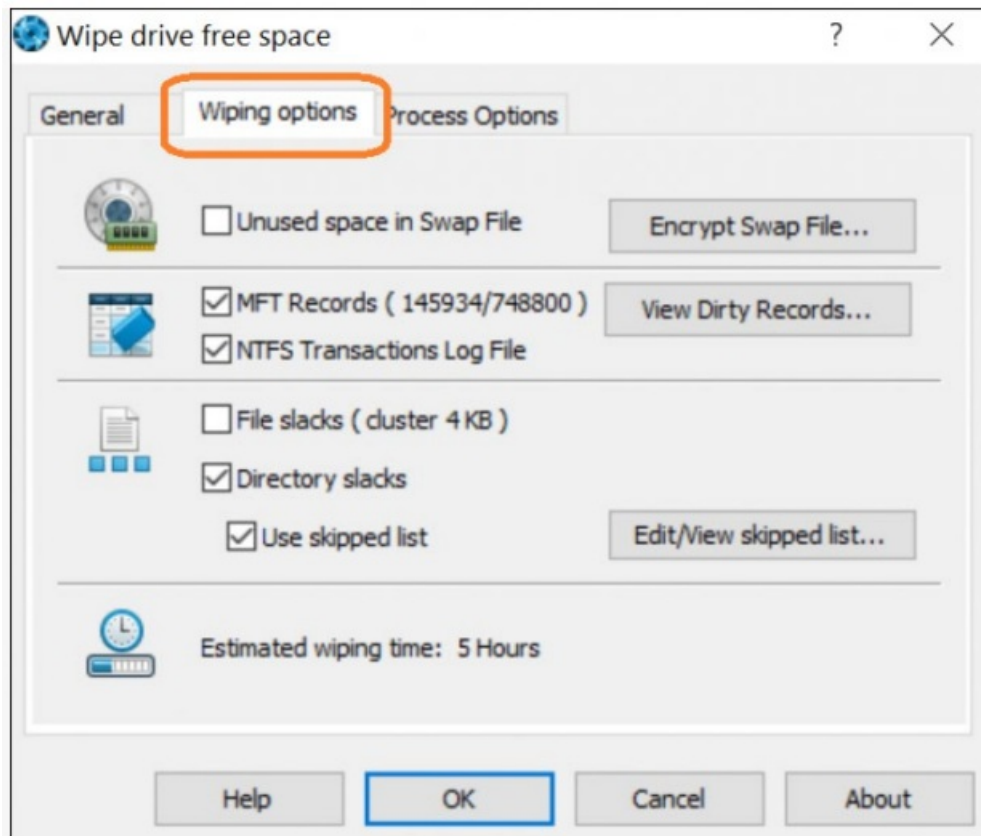 Wipe drive free space ?
General Wiping options Process Options
Unused space in Swap File Encrypt Swap File...
MFT Records ( 145934/748800 ) View Dirty Records...
NTFS Transactions Log File
File slacks ( cluster 4 KB )
Directory slacks
Use skipped list Edit/View skipped list...
Estimated wiping time: 5 Hours
Help OK Cancel About